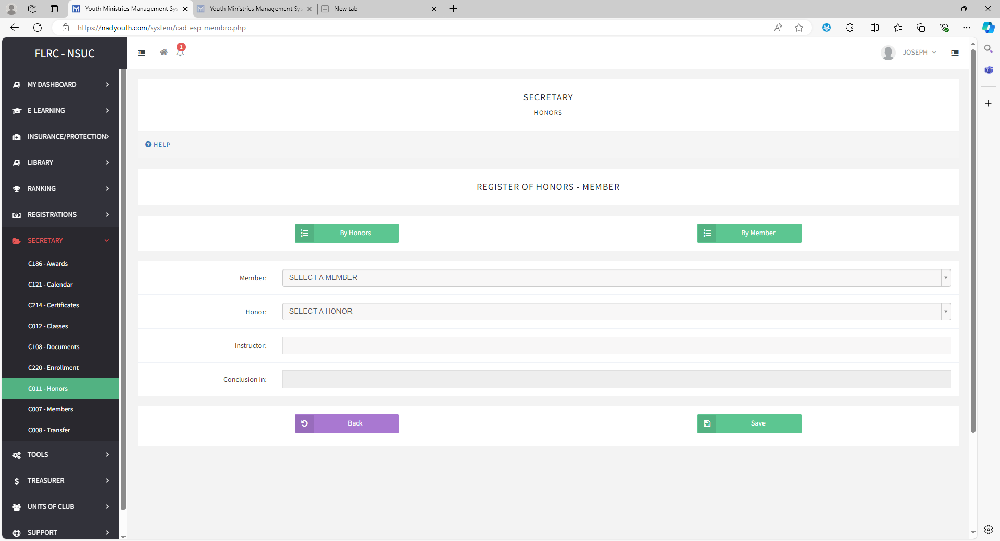 Youth Ministries Management Sys
Youth Ministries Management Sys
New tab
https://nadyouth.com/system/cad_esp_membro.php
FLRC - NSUC
1
JOSEPH
MY DASHBOARD
E-LEARNING
INSURANCE/PROTECTION
LIBRARY
RANKING
REGISTRATIONS
SECRETARY
C186 - Awards
C121 - Calendar
C214 - Certificates
C012 - Classes
C108 - Documents
C220 - Enrollment
C011 - Honors
C007 - Members
C008 - Transfer
TOOLS
TREASURER
UNITS OF CLUB
SUPPORT
SECRETARY
HONORS
HELP
REGISTER OF HONORS - MEMBER
By Honors
By Member
Member: SELECT A MEMBER
Honor: SELECT A HONOR
Instructor:
Conclusion in:
Back
Save